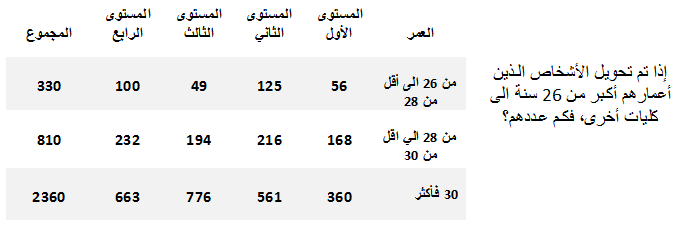 العمر المستوى الأول المستوى الثاني المستوى الثالث المستوى الرابع المجموع
من 26 الى أقل من 28 56 125 49 100 330
من 28 الي اقل من 30 168 216 194 232 810
30 فأكثر 360 561 776 663 2360
إذا تم تحويل الأشخاص الذين
أعمارهم أكبر من 26 سنة الى
كليات أخرى، فكم عددهم؟